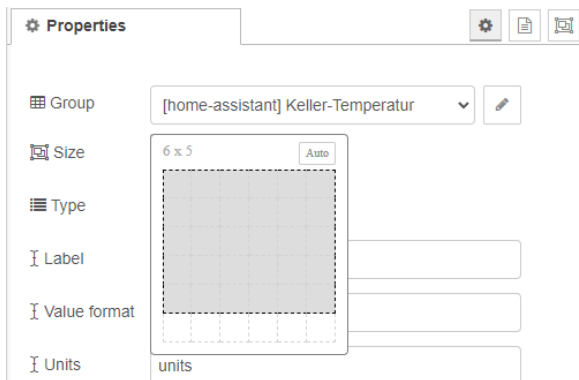 Properties
Group [home-assistant] Keller-Temperatur
Size
6 x 5 Auto
Type
Label
Value format
Units units